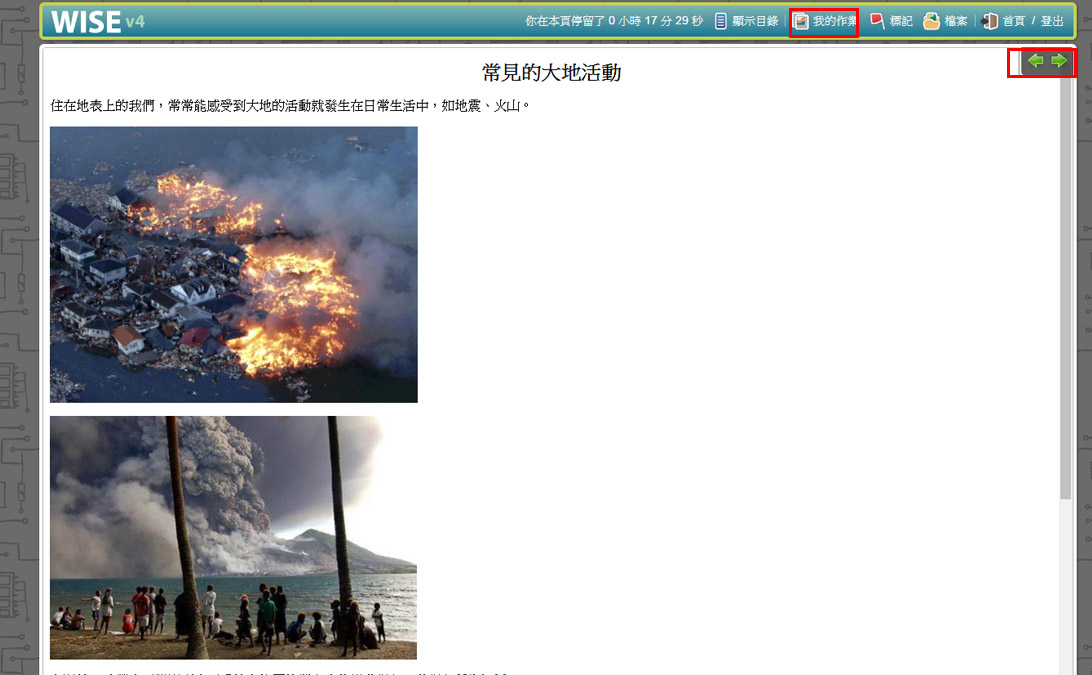 WISE v4
你在本頁停留了 0 小時 17 分 29 秒 顯示目錄 我的作業 標記 檔案 首頁 / 登出
常見的大地活動
住在地表上的我們，常常能感受到大地的活動就發生在日常生活中，如地震、火山。